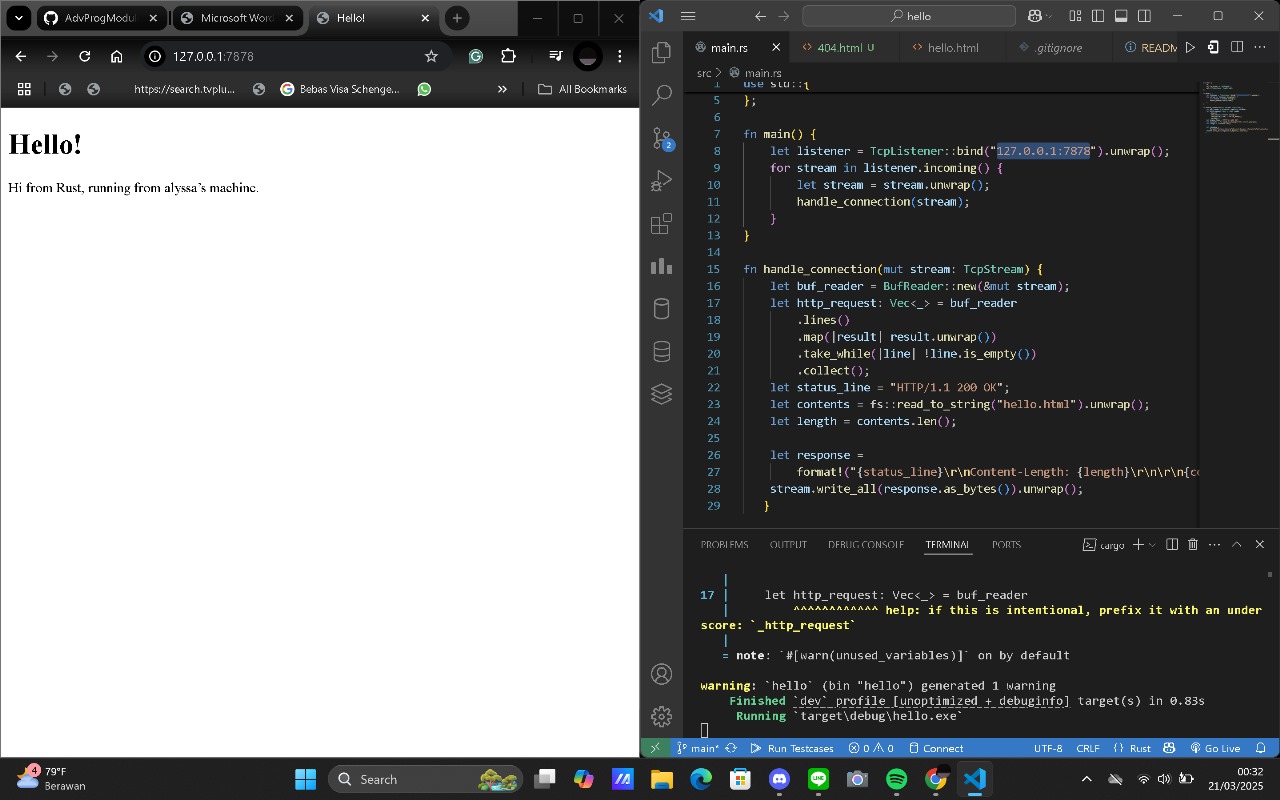 AdvProgModul
Microsoft Word
Hello!
127.0.0.1:7878
https://search.tvplu...
Bebas Visa Schenge...
All Bookmarks
Hello!
Hi from Rust, running from alyssa's machine.
hello
main.rs
404.html U
hello.html
.gitignore
READM
src > main.rs
1 use std::{
5 };
6
7 fn main() {
8 let listener = TcpListener::bind("127.0.0.1:7878").unwrap();
9 for stream in listener.incoming() {
10 let stream = stream.unwrap();
11 handle_connection(stream);
12 }
13 }
14
15 fn handle_connection(mut stream: TcpStream) {
16 let buf_reader = BufReader::new(&mut stream);
17 let http_request: Vec<_> = buf_reader
18 .lines()
19 .map(|result| result.unwrap())
20 .take_while(|line| !line.is_empty())
21 .collect();
22 let status_line = "HTTP/1.1 200 OK";
23 let contents = fs::read_to_string("hello.html").unwrap();
24 let length = contents.len();
25
26 let response =
27 format!("{status_line}\r\nContent-Length: {length}\r\n\r\n{co
28 stream.write_all(response.as_bytes()).unwrap();
29 }
2
PROBLEMS OUTPUT DEBUG CONSOLE TERMINAL PORTS
cargo
|
17 | let http_request: Vec<_> = buf_reader
| ^^^^^^^^^^^^ help: if this is intentional, prefix it with an under
score: `_http_request`
|
= note: `#[warn(unused_variables)]` on by default
warning: `hello` (bin "hello") generated 1 warning
Finished `dev` profile [unoptimized + debuginfo] target(s) in 0.83s
Running `target\debug\hello.exe`
main* Run Testcases 0 0 Connect UTF-8 CRLF {} Rust Go Live
4
79°F
Berawan
Search
00:32
21/03/2025